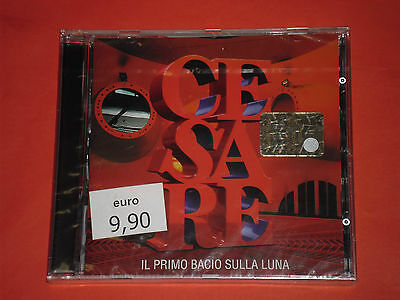 CE
SA
RE
euro
9,90
IL PRIMO BACIO SULLA LUNA